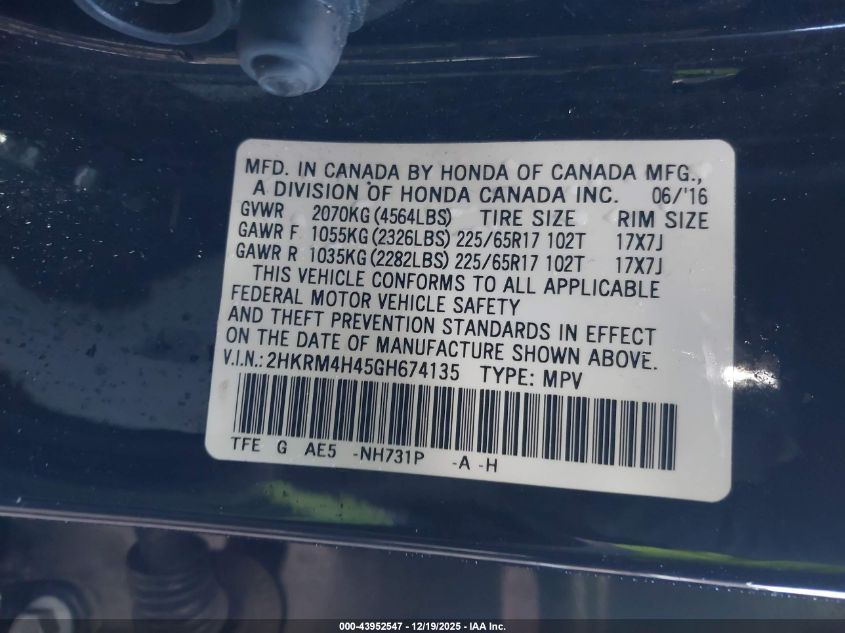 MFD. IN CANADA BY HONDA OF CANADA MFG.,
A DIVISION OF HONDA CANADA INC. 06/'16
GVWR 2070KG (4564LBS) TIRE SIZE RIM SIZE
GAWR F 1055KG (2326LBS) 225/65R17 102T 17X7J
GAWR R 1035KG (2282LBS) 225/65R17 102T 17X7J
THIS VEHICLE CONFORMS TO ALL APPLICABLE
FEDERAL MOTOR VEHICLE SAFETY
AND THEFT PREVENTION STANDARDS IN EFFECT
ON THE DATE OF MANUFACTURE SHOWN ABOVE.
V.I.N.: 2HKRM4H45GH674135 TYPE: MPV
TFE G AE5 -NH731P -A -H
000-43952547 - 12/19/2025 - IAA Inc.